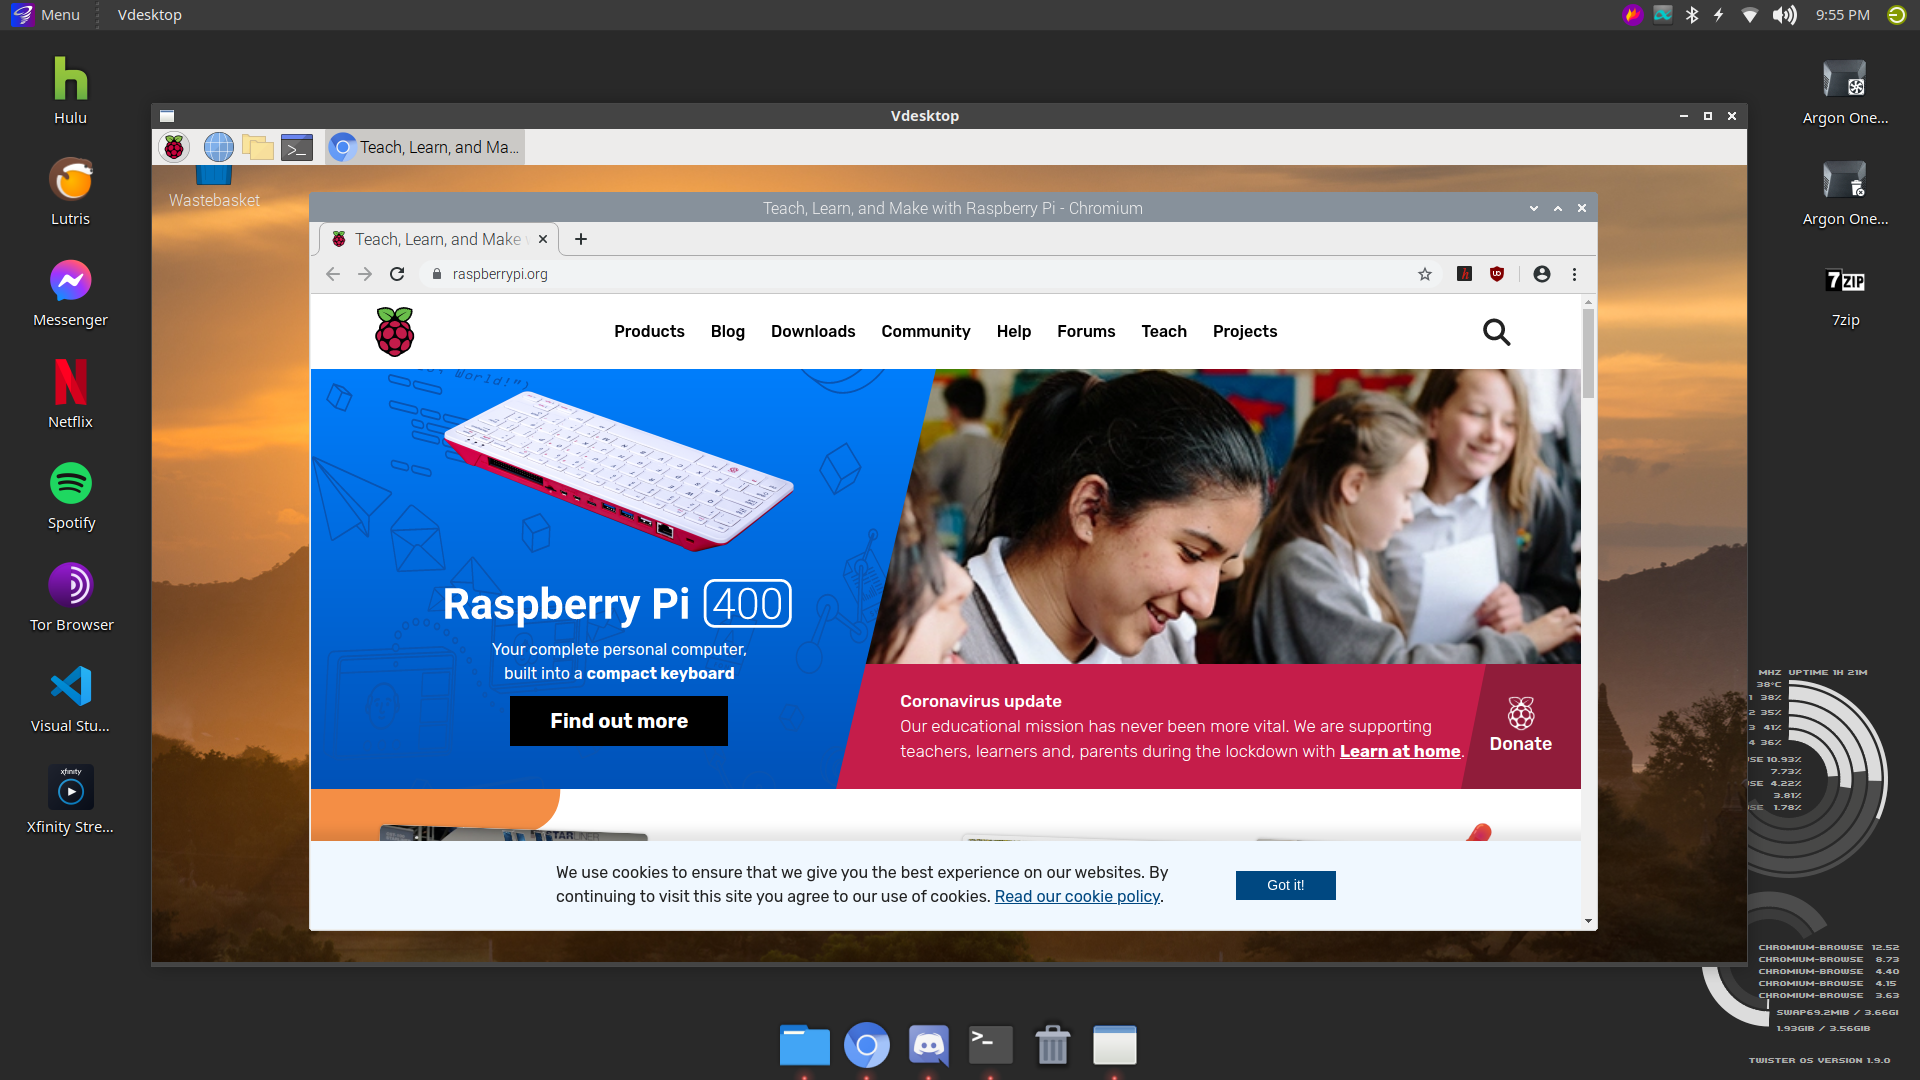 Menu
Vdesktop
9:55 PM
Hulu
Lutris
Messenger
Netflix
Spotify
Tor Browser
Visual Stu...
xfinity
Xfinity Stre...
Argon One...
Argon One...
7 ZIP
7zip
Vdesktop
Teach, Learn, and Ma...
Wastebasket
Teach, Learn, and Make with Raspberry Pi - Chromium
Teach, Learn, and Make
raspberrypi.org
Products Blog Downloads Community Help Forums Teach Projects
World!")
Raspberry Pi 400
Your complete personal computer,
built into a compact keyboard
Find out more
Coronavirus update
Our educational mission has never been more vital. We are supporting
teachers, learners and, parents during the lockdown with Learn at home.
Donate
STARLINER
We use cookies to ensure that we give you the best experience on our websites. By
continuing to visit this site you agree to our use of cookies. Read our cookie policy.
Got it!
MHZ UPTIME 1H 21M
38°C
1 38%
2 35%
3 41%
4 36%
SE 10.93%
7.73%
SE 4.22%
3.81%
SE 1.78%
CHROMIUM-BROWSE 12.52
CHROMIUM-BROWSE 8.73
CHROMIUM-BROWSE 4.40
CHROMIUM-BROWSE 4.15
CHROMIUM-BROWSE 3.63
SWAP69.2MIB / 3.66GI
1.93GIB / 3.56GIB
TWISTER OS VERSION 1.9.0